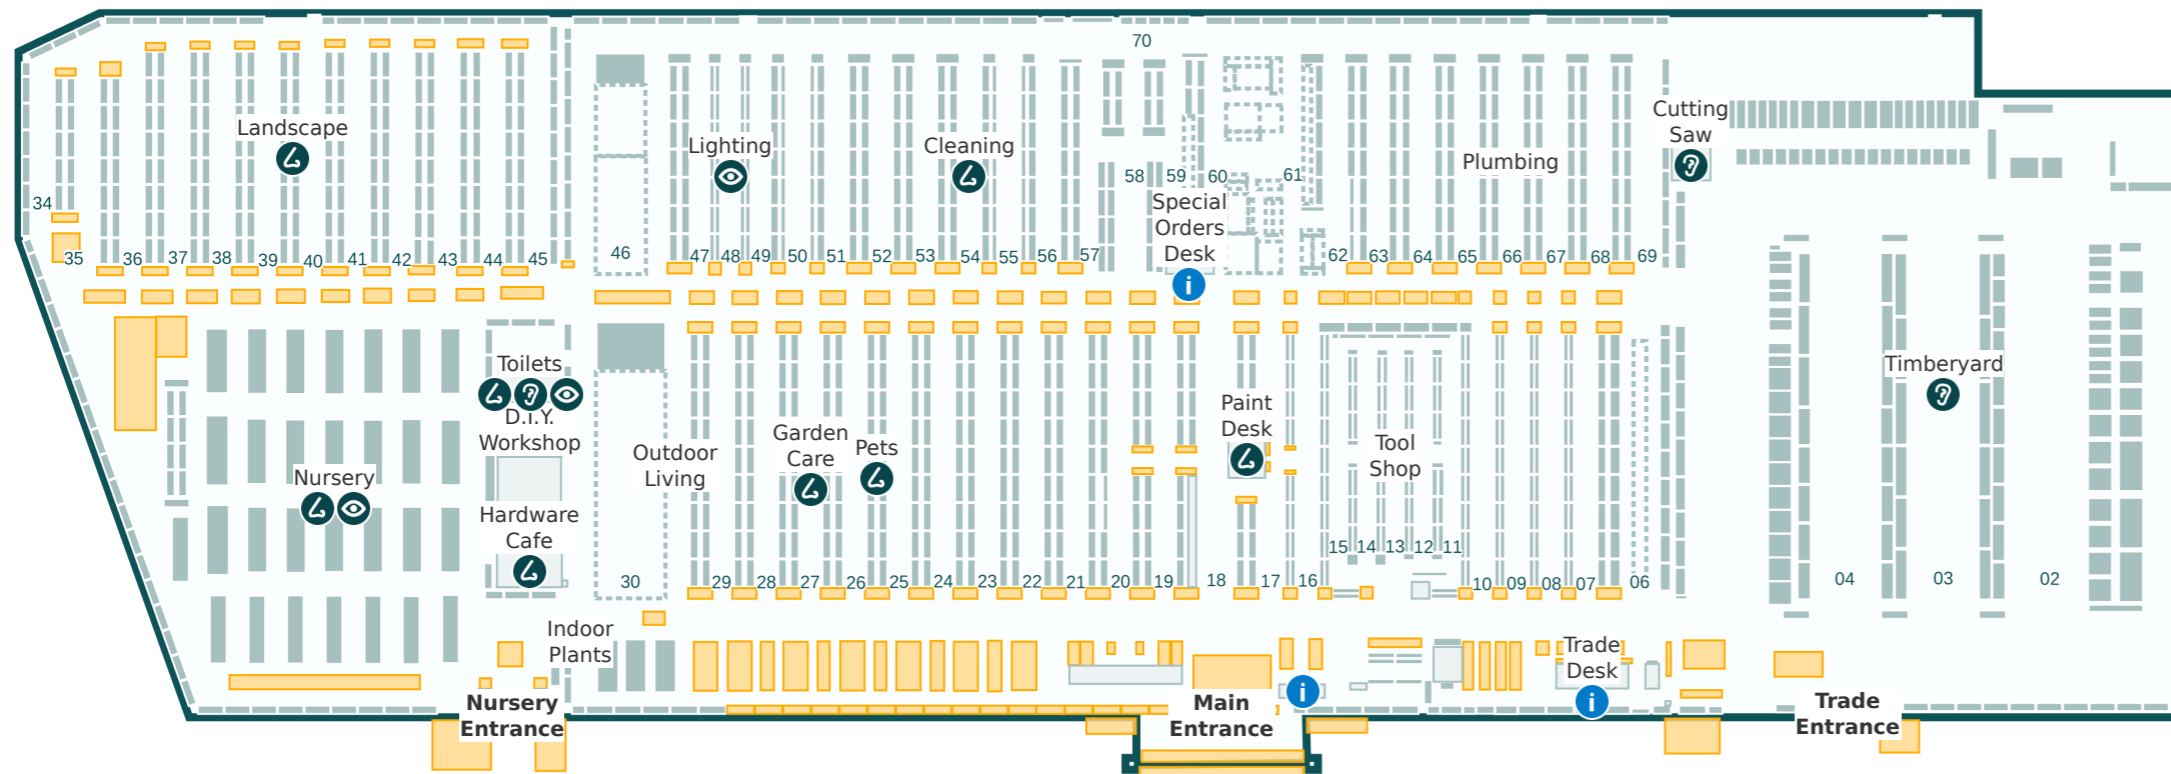 70
Landscape
Lighting
Cleaning
Plumbing
Cutting
Saw
34
58
59
60
61
Special
Orders
Desk
i
35
36
37
38
39
40
41
42
43
44
45
46
47
48
49
50
51
52
53
54
55
56
57
62
63
64
65
66
67
68
69
Toilets
D.I.Y.
Workshop
Nursery
Hardware
Cafe
Outdoor
Living
Garden
Care
Pets
Paint
Desk
Tool
Shop
Timberyard
15
14
13
12
11
30
29
28
27
26
25
24
23
22
21
20
19
18
17
16
10
09
08
07
06
04
03
02
Indoor
Plants
Trade
Desk
i
i
Nursery
Entrance
Main
Entrance
Trade
Entrance